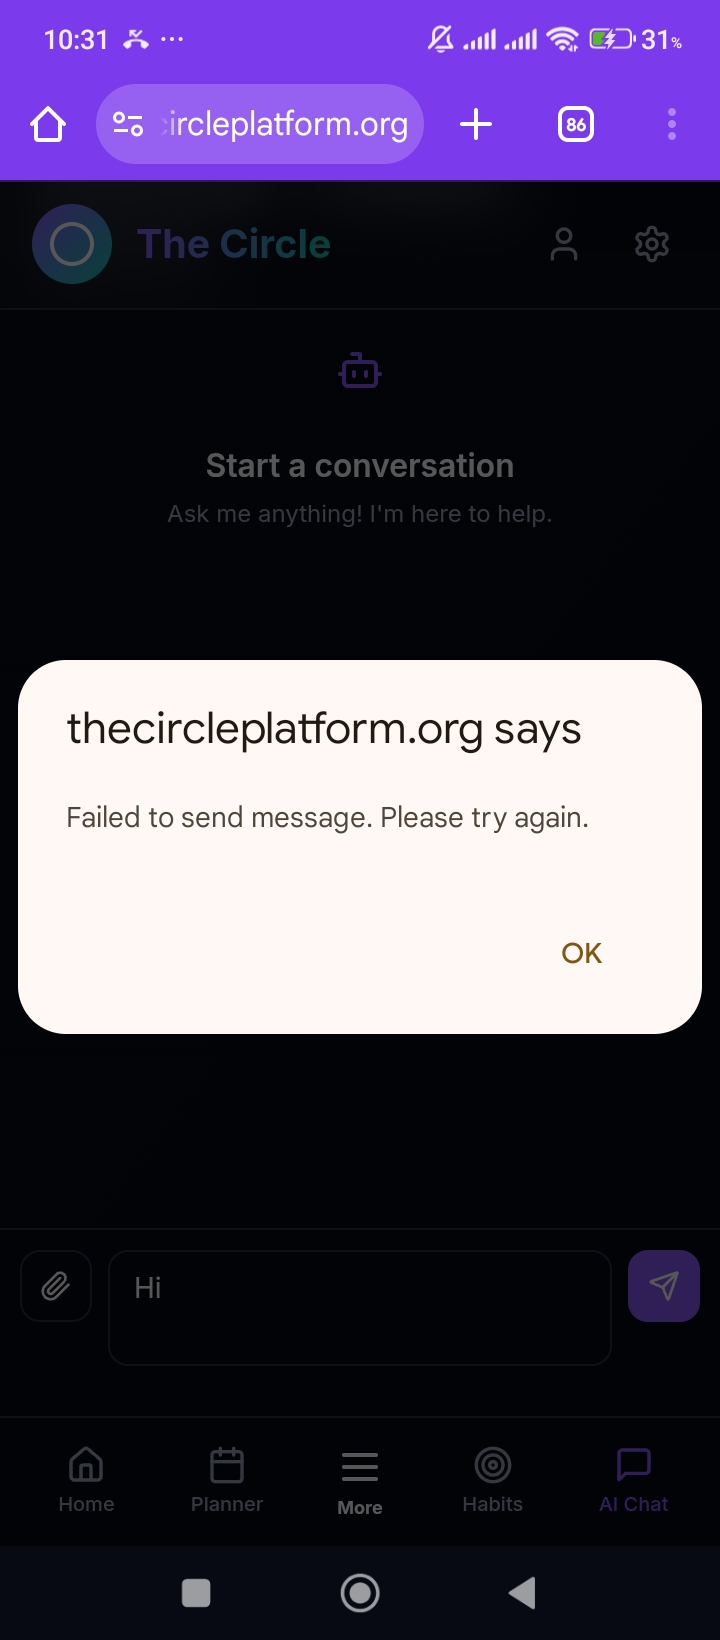 10:31 ... 31%
ircleplatform.org 86
The Circle
Start a conversation
Ask me anything! I'm here to help.
thecircleplatform.org says
Failed to send message. Please try again.
OK
Hi
Home Planner More Habits AI Chat